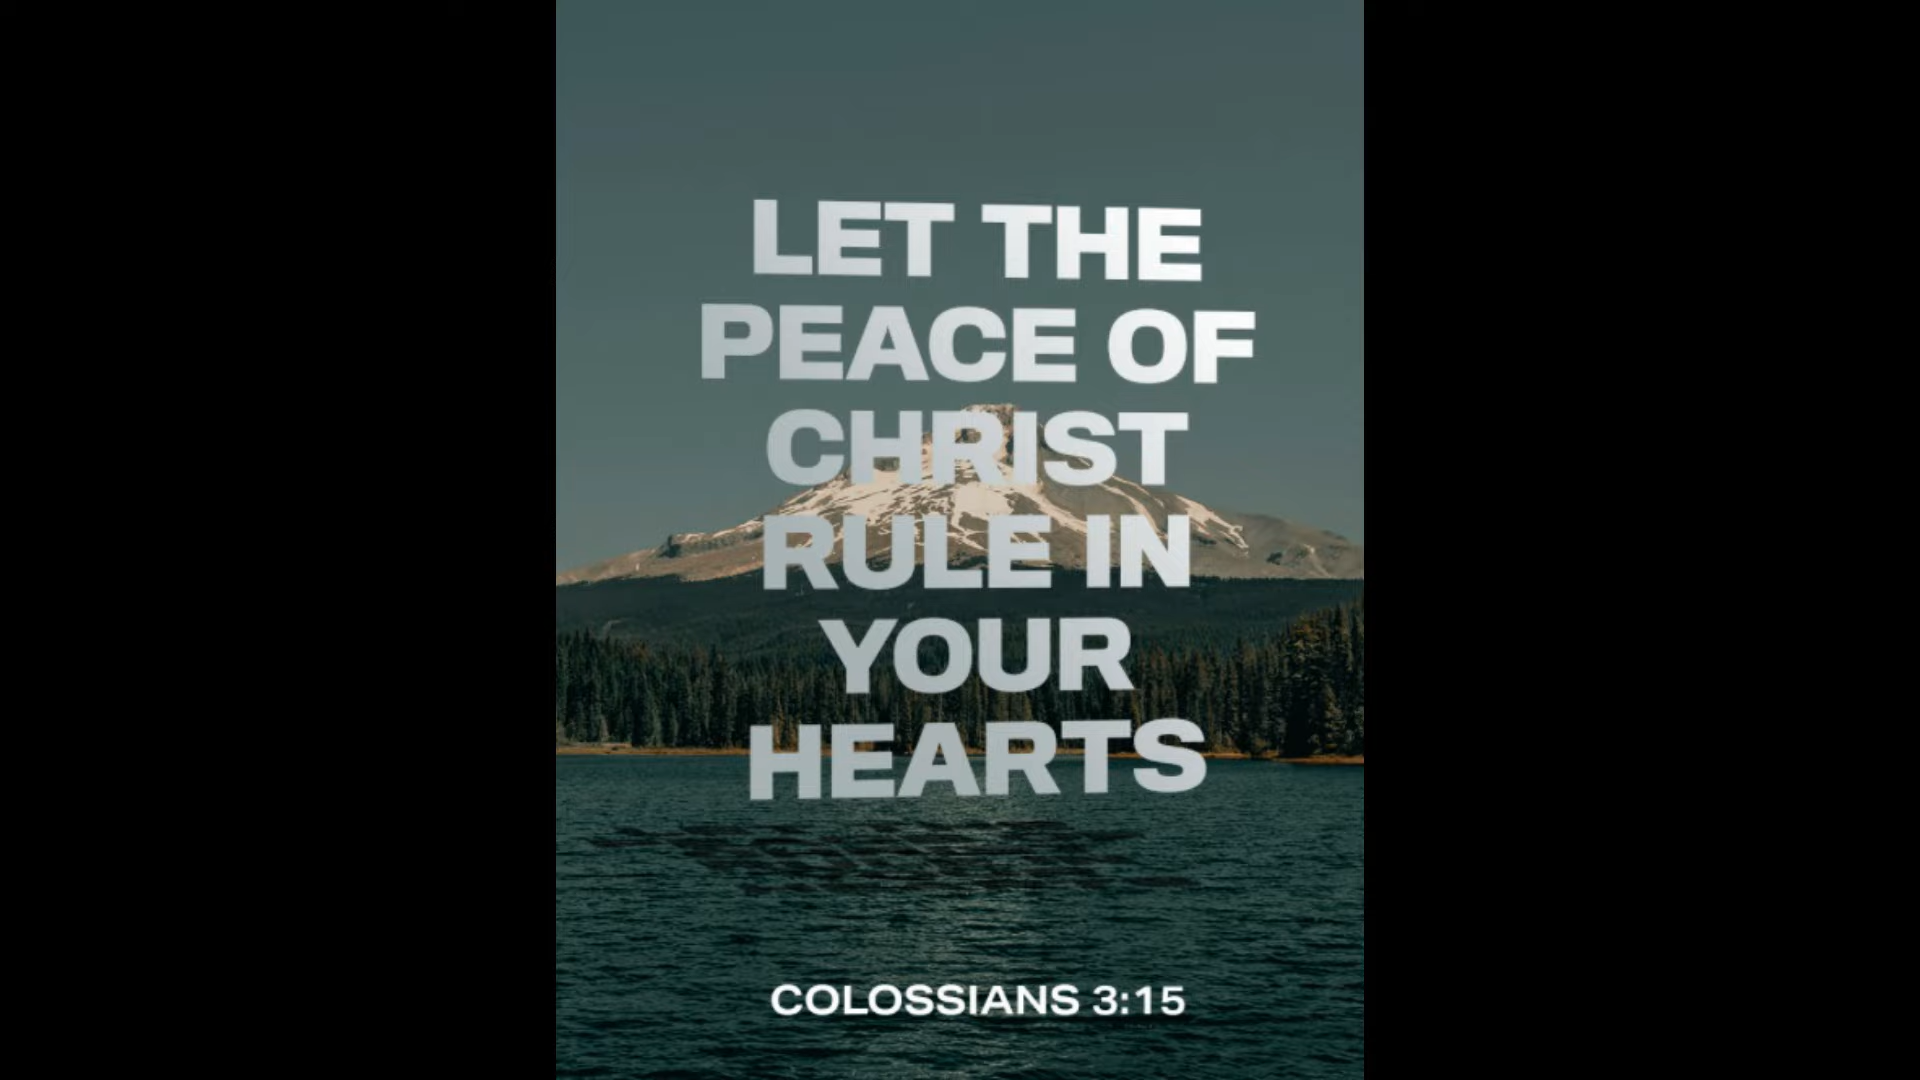 LET THE
PEACE OF
CHRIST
RULE IN
YOUR
HEARTS
COLOSSIANS 3:15